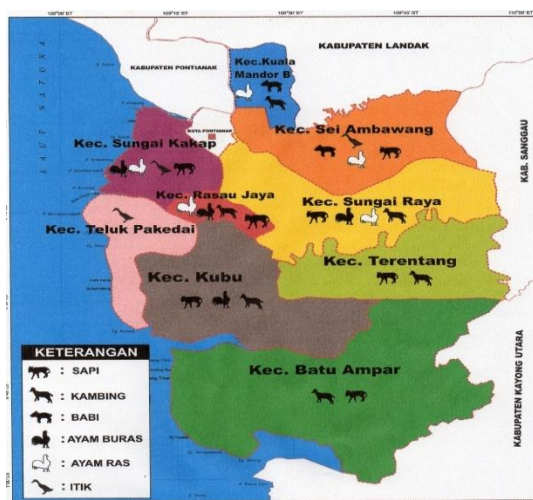 KABUPATEN LANDAK
KABUPATEN PONTIANAK
Kec.Kuala
Mandor B
LAUT NATUNA
KOTA PONTIANAK
Kec. Sei Ambawang
Kec. Sungai Kakap
KAB. SANGGAU
Kec. Rasau Jaya
Kec. Sungai Raya
Kec. Teluk Pakedai
Kec. Terentang
Kec. Kubu
KABUPATEN KAYONG UTARA
Kec. Batu Ampar
KETERANGAN
: SAPI
: KAMBING
: BABI
: AYAM BURAS
: AYAM RAS
: ITIK